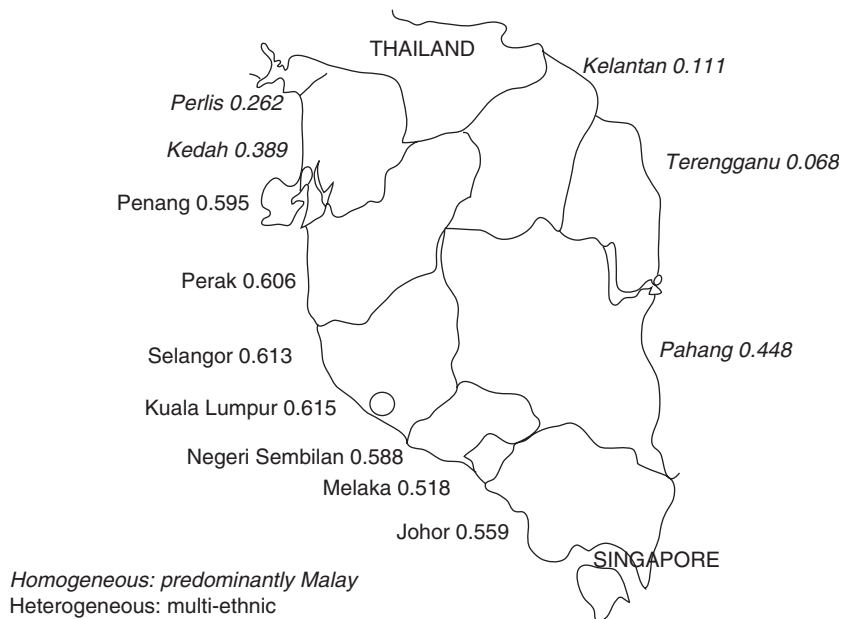 THAILAND
Kelantan 0.111
Perlis 0.262
Kedah 0.389
Terengganu 0.068
Penang 0.595
Perak 0.606
Selangor 0.613
Pahang 0.448
Kuala Lumpur 0.615
Negeri Sembilan 0.588
Melaka 0.518
Johor 0.559
SINGAPORE
Homogeneous: predominantly Malay
Heterogeneous: multi-ethnic